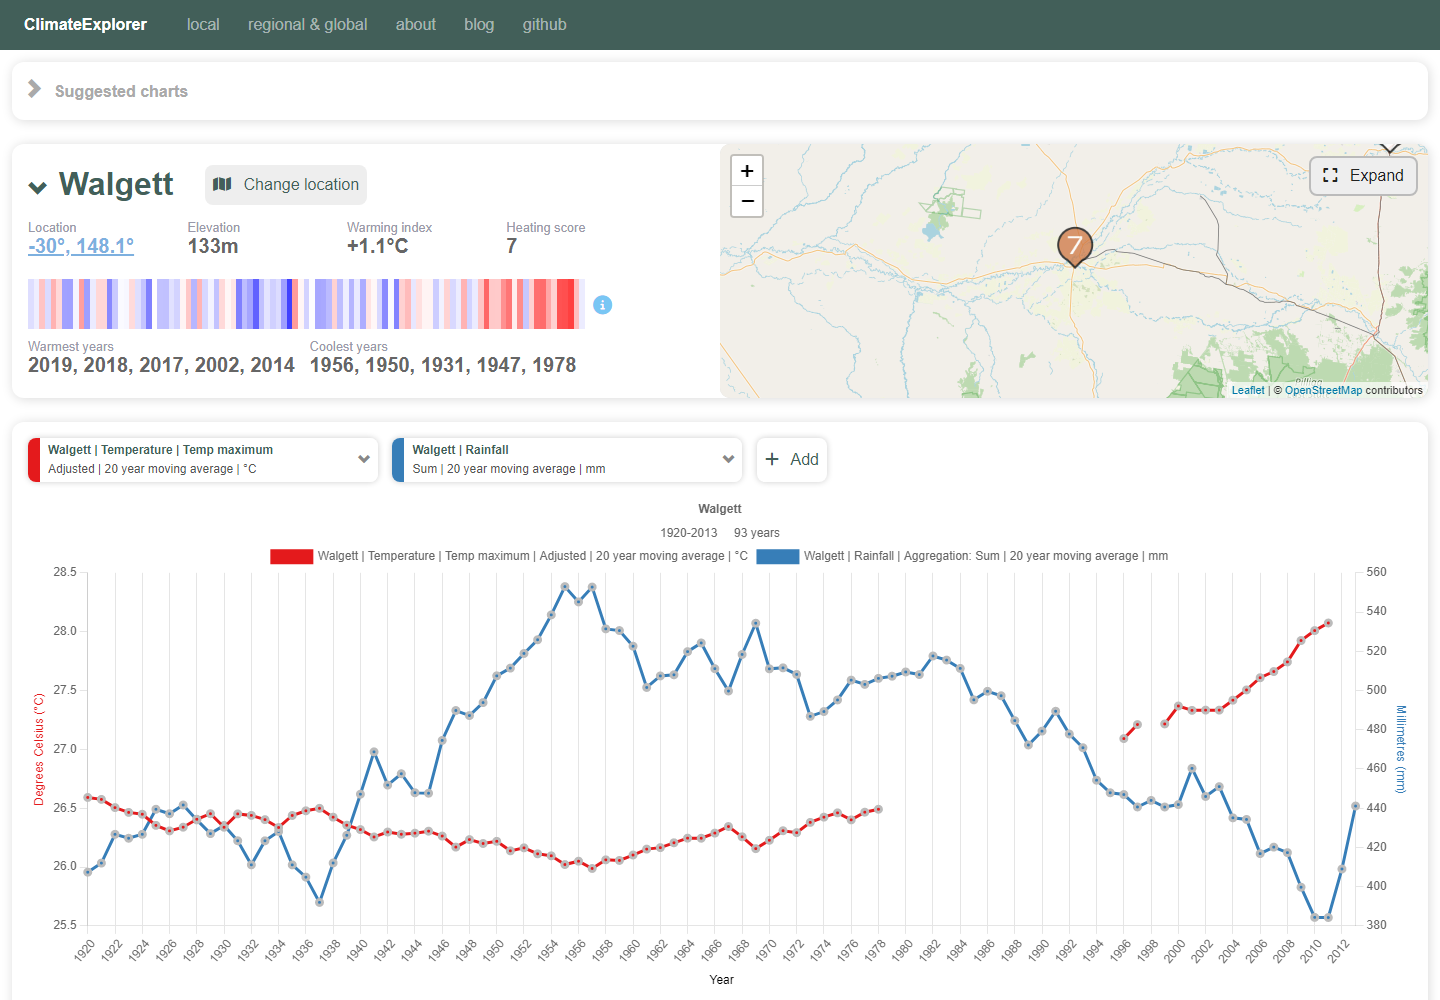 ClimateExplorer local regional & global about blog github
Suggested charts
Walgett Change location
Location Elevation Warming index Heating score
-30°, 148.1° 133m +1.1°C 7
Warmest years Coolest years
2019, 2018, 2017, 2002, 2014 1956, 1950, 1931, 1947, 1978
+
−
Expand
7
Leaflet | © OpenStreetMap contributors
Walgett | Temperature | Temp maximum
Adjusted | 20 year moving average | °C
Walgett | Rainfall
Sum | 20 year moving average | mm
+ Add
Walgett
1920-2013 93 years
Walgett | Temperature | Temp maximum | Adjusted | 20 year moving average | °C Walgett | Rainfall | Aggregation: Sum | 20 year moving average | mm
Degrees Celsius (°C)
28.5
28.0
27.5
27.0
26.5
26.0
25.5
560
540
520
500
480
460
440
420
400
380
Millimetres (mm)
1920 1922 1924 1926 1928 1930 1932 1934 1936 1938 1940 1942 1944 1946 1948 1950 1952 1954 1956 1958 1960 1962 1964 1966 1968 1970 1972 1974 1976 1978 1980 1982 1984 1986 1988 1990 1992 1994 1996 1998 2000 2002 2004 2006 2008 2010 2012
Year